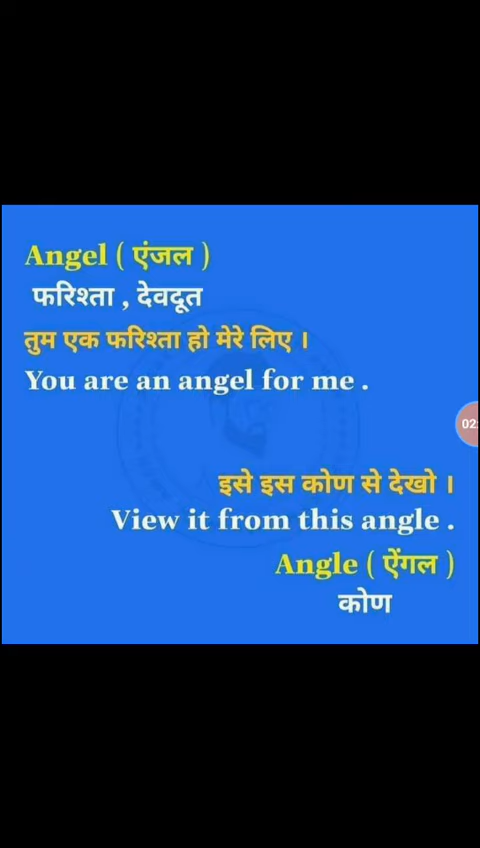 Angel ( एंजल )
फरिश्ता , देवदूत
तुम एक फरिश्ता हो मेरे लिए ।
You are an angel for me .
02:
इसे इस कोण से देखो ।
View it from this angle .
Angle ( ऐंगल )
कोण